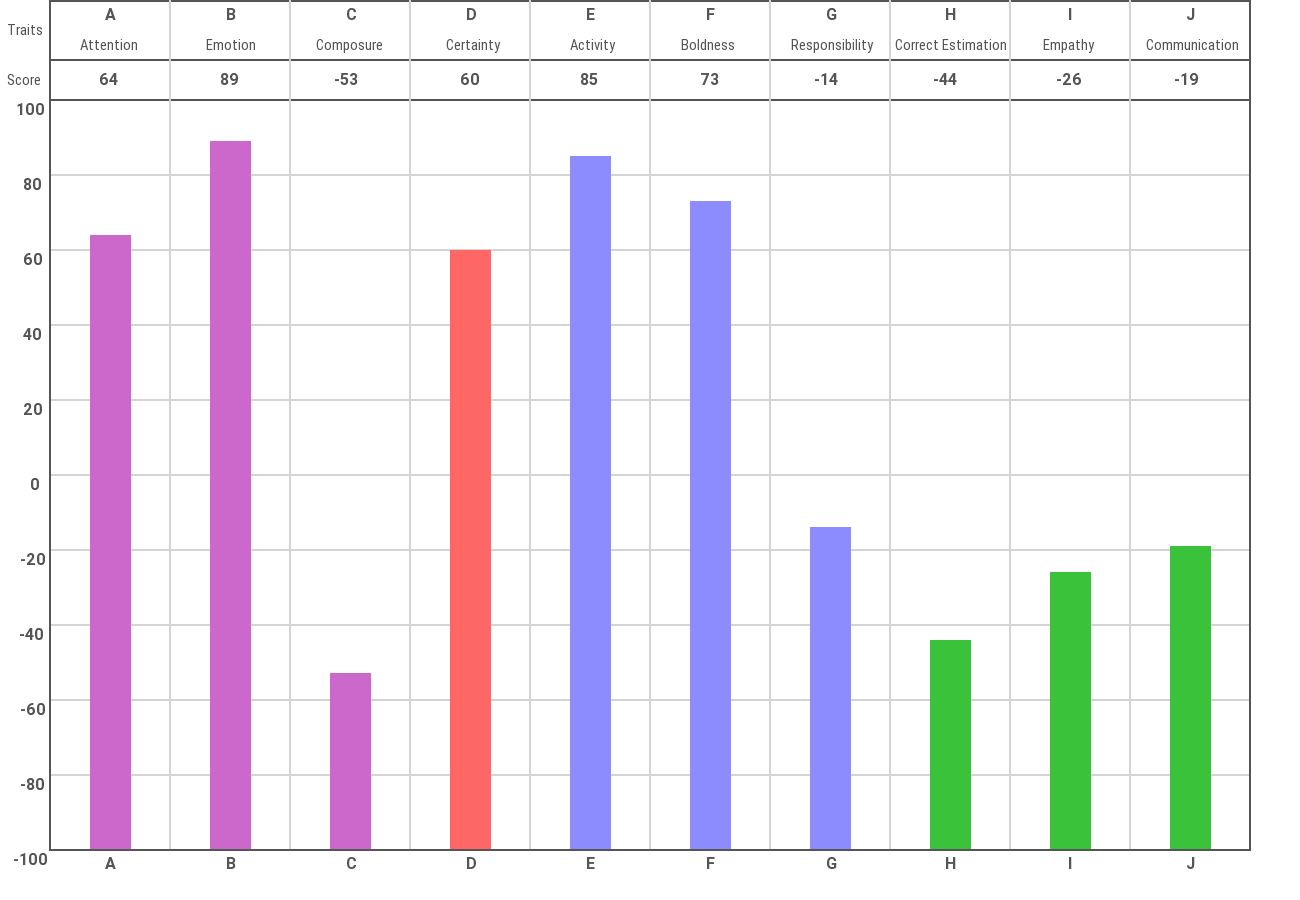 A B C D E F G H I J
Traits
Attention Emotion Composure Certainty Activity Boldness Responsibility Correct Estimation Empathy Communication
Score 64 89 -53 60 85 73 -14 -44 -26 -19
100
80
60
40
20
0
-20
-40
-60
-80
-100
A B C D E F G H I J